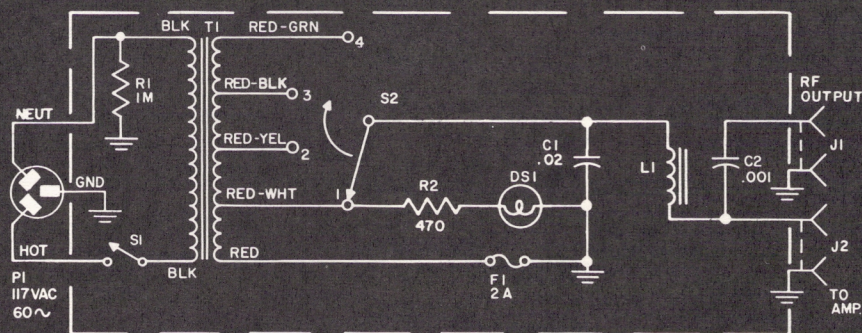 BLK
T1
RED-GRN
4
R1
1M
RED-BLK
3
S2
RF
OUTPUT
NEUT
J1
RED-YEL
2
C1
.02
L1
C2
.001
GND
DS1
R2
470
RED-WHT
1
S1
HOT
BLK
RED
F1
2A
J2
P1
117VAC
60~
TO
AMP